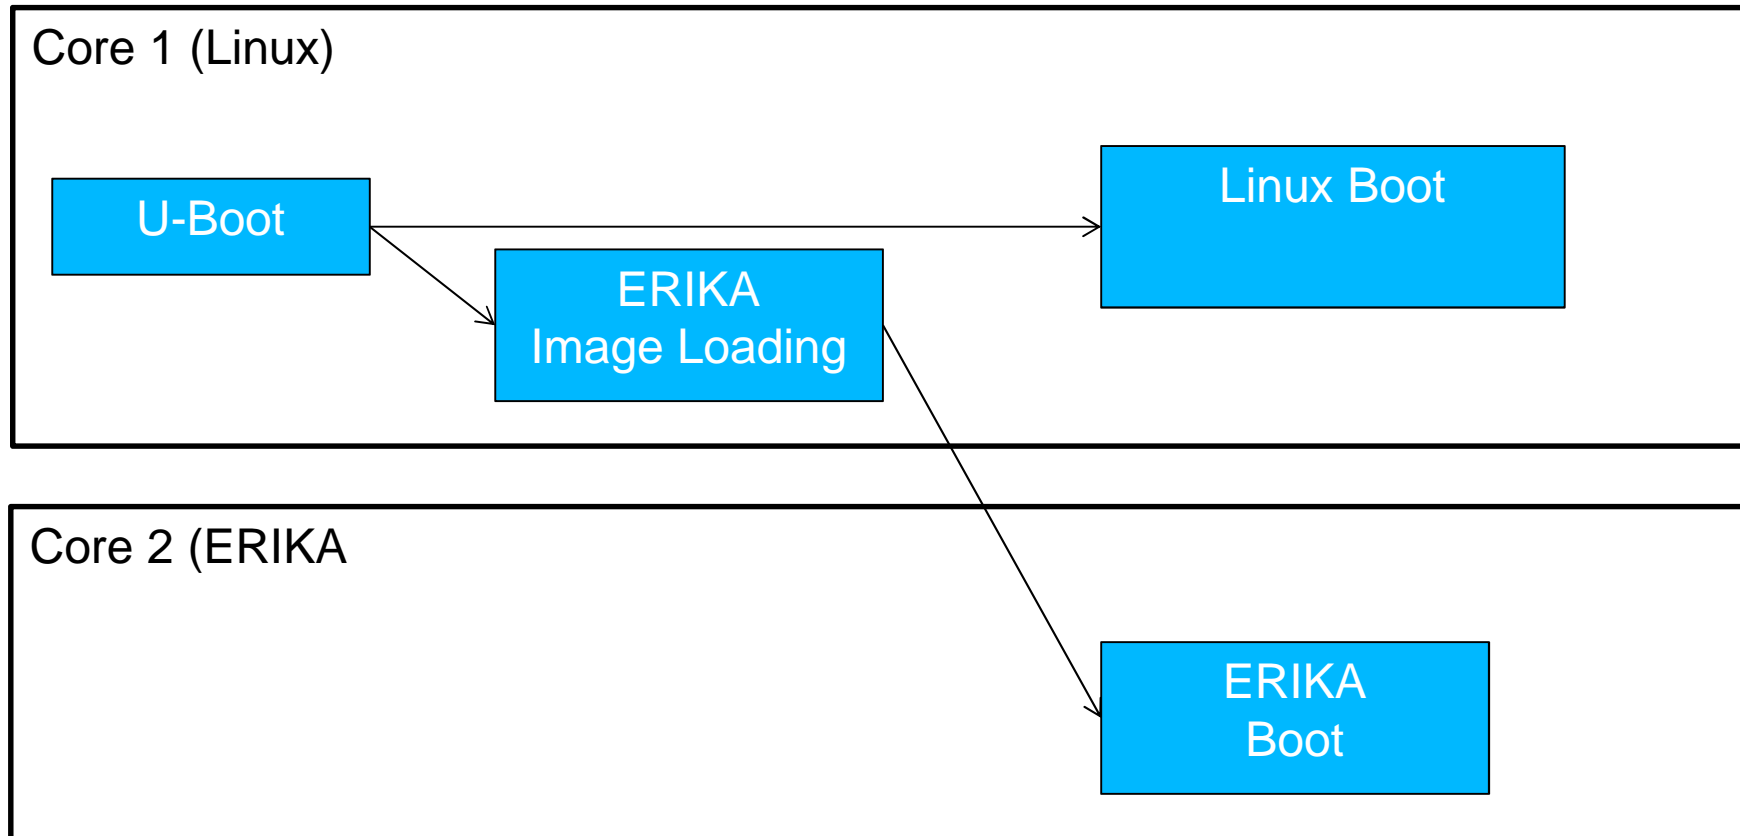 Core 1 (Linux)
U-Boot
Linux Boot
ERIKA
Image Loading
Core 2 (ERIKA
ERIKA
Boot